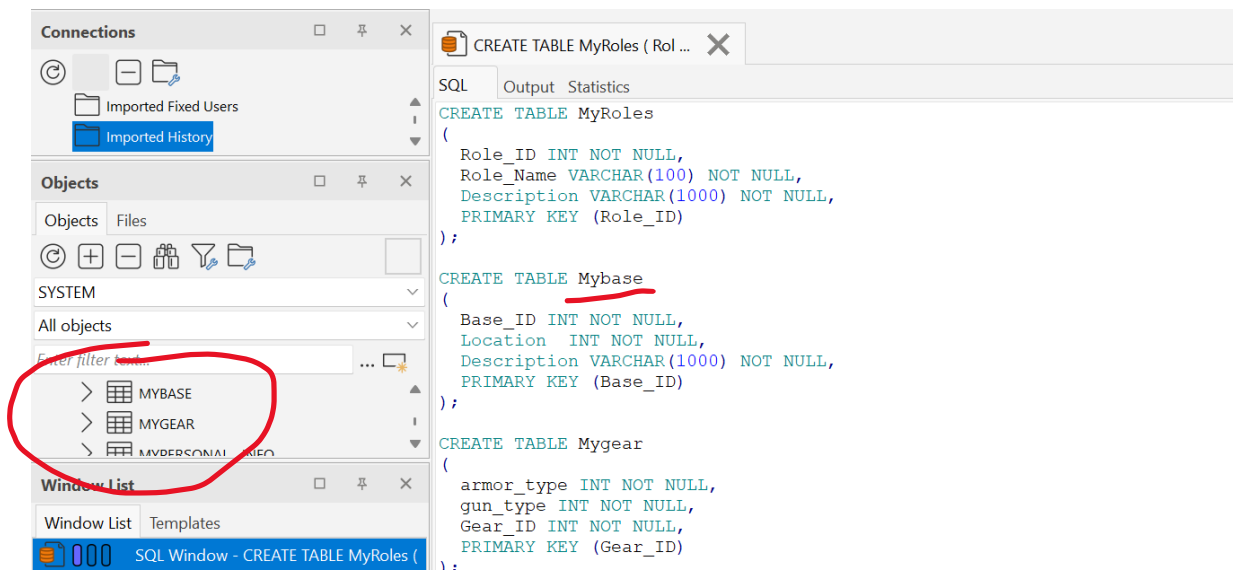 Connections
Imported Fixed Users
Imported History
Objects
Objects Files
SYSTEM
All objects
Enter filter text...
...
MYBASE
MYGEAR
MYPERSONAL_INFO
Window List
Window List Templates
SQL Window - CREATE TABLE MyRoles (
CREATE TABLE MyRoles ( Rol ...
SQL Output Statistics
CREATE TABLE MyRoles
(
Role_ID INT NOT NULL,
Role_Name VARCHAR(100) NOT NULL,
Description VARCHAR(1000) NOT NULL,
PRIMARY KEY (Role_ID)
);
CREATE TABLE Mybase
(
Base_ID INT NOT NULL,
Location  INT NOT NULL,
Description VARCHAR(1000) NOT NULL,
PRIMARY KEY (Base_ID)
);
CREATE TABLE Mygear
(
armor_type INT NOT NULL,
gun_type INT NOT NULL,
Gear_ID INT NOT NULL,
PRIMARY KEY (Gear_ID)
);